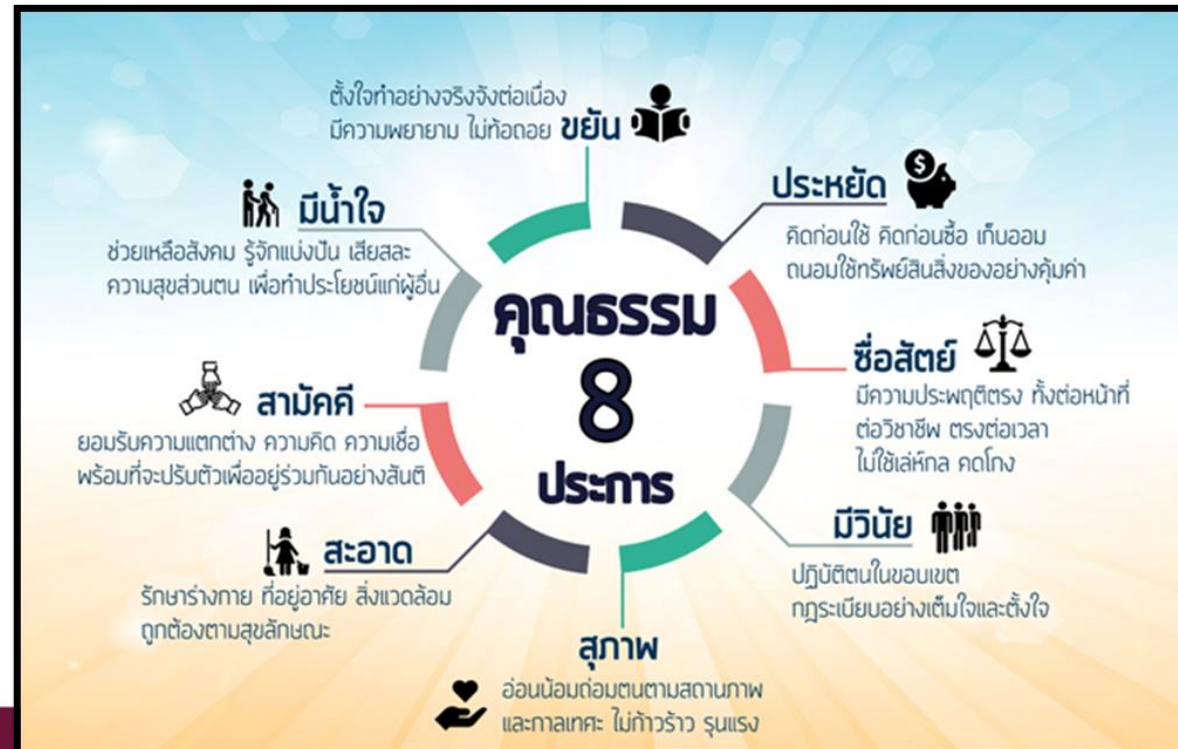 ตั้งใจทำอย่างจริงจังต่อเนื่อง
มีความพยายาม ไม่ท้อถอย ขยัน
ประหยัด
คิดก่อนใช้ คิดก่อนซื้อ เก็บออม
ถนอมใช้ทรัพย์สินสิ่งของอย่างคุ้มค่า
ซื่อสัตย์
มีความประพฤติตรง ทั้งต่อหน้าที่
ต่อวิชาชีพ ตรงต่อเวลา
ไม่ใช้เล่ห์กล คดโกง
มีวินัย
ปฏิบัติตนในขอบเขต
กฎระเบียบอย่างเต็มใจและตั้งใจ
สุภาพ
อ่อนน้อมถ่อมตนตามสถานภาพ
และกาลเทศะ ไม่ก้าวร้าว รุนแรง
สะอาด
รักษาร่างกาย ที่อยู่อาศัย สิ่งแวดล้อม
ถูกต้องตามสุขลักษณะ
สามัคคี
ยอมรับความแตกต่าง ความคิด ความเชื่อ
พร้อมที่จะปรับตัวเพื่ออยู่ร่วมกันอย่างสันติ
มีน้ำใจ
ช่วยเหลือสังคม รู้จักแบ่งปัน เสียสละ
ความสุขส่วนตน เพื่อทำประโยชน์แก่ผู้อื่น
คุณธรรม
8
ประการ
$